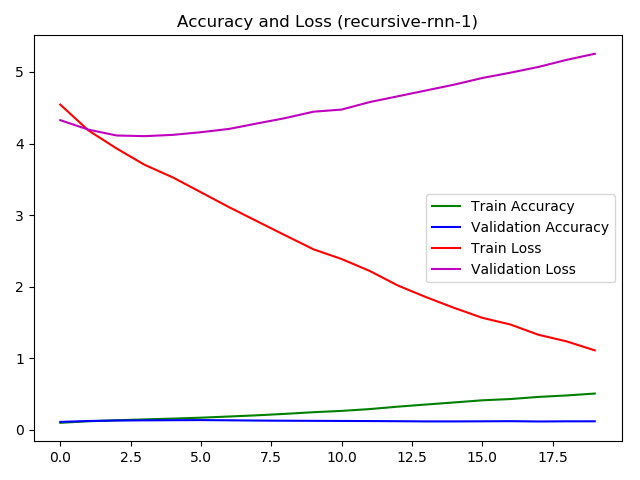 Accuracy and Loss (recursive-rnn-1)
5
4
3
2
1
0
Train Accuracy
Validation Accuracy
Train Loss
Validation Loss
0.0 2.5 5.0 7.5 10.0 12.5 15.0 17.5